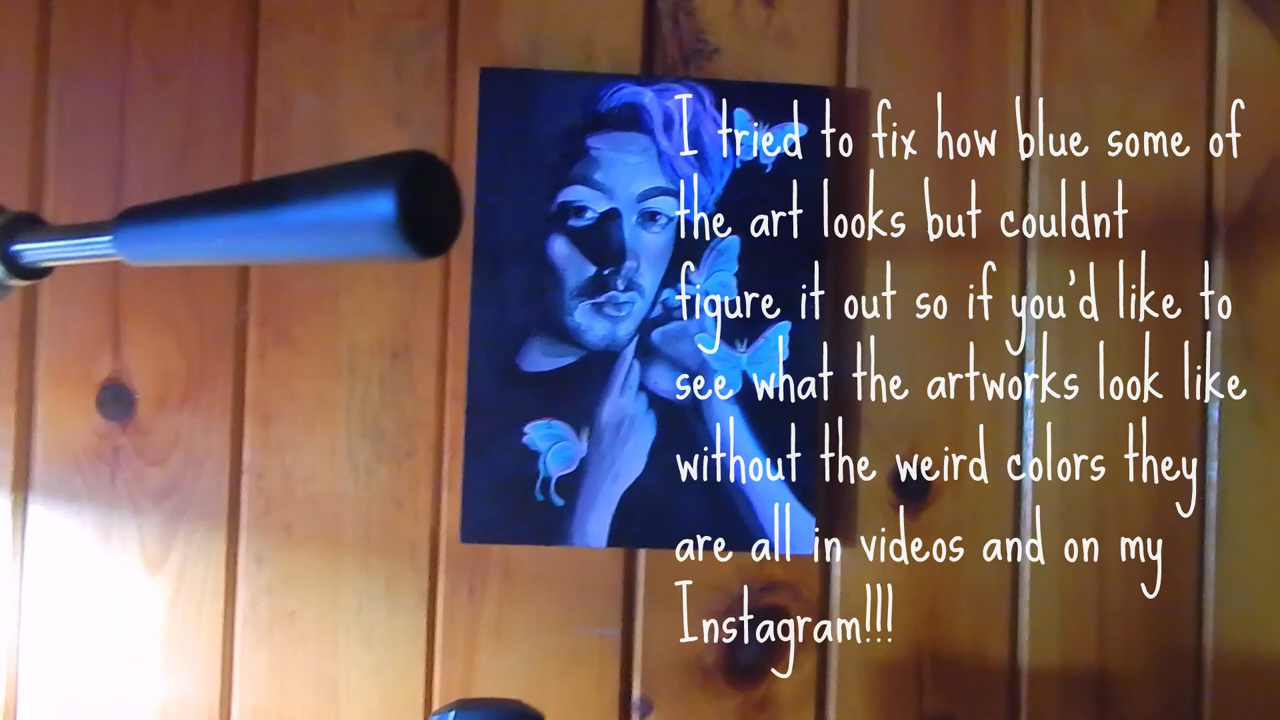 I tried to fix how blue some of
the art looks but couldnt
figure it out so if you'd like to
see what the artworks look like
without the weird colors they
are all in videos and on my
Instagram!!!